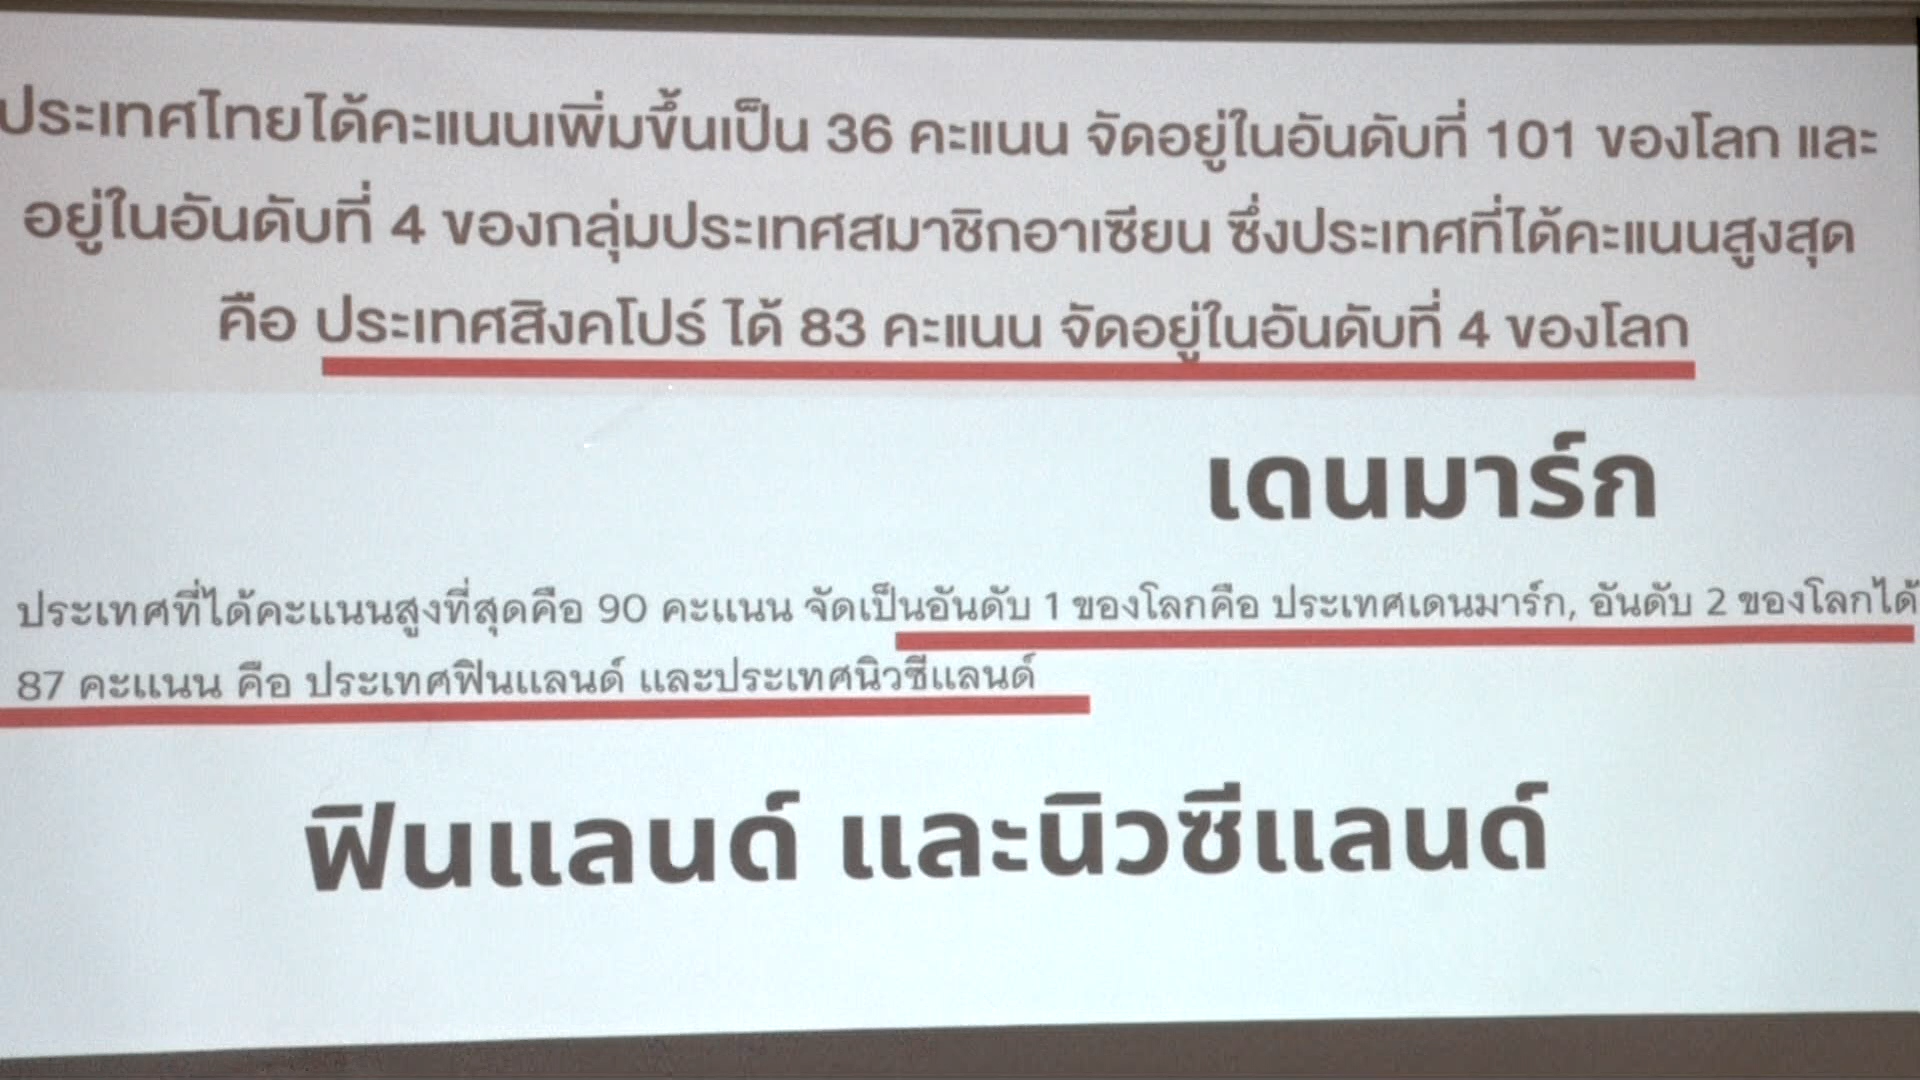 ประเทศไทยได้คะแนนเพิ่มขึ้นเป็น 36 คะแนน จัดอยู่ในอันดับที่ 101 ของโลก และ
อยู่ในอันดับที่ 4 ของกลุ่มประเทศสมาชิกอาเซียน ซึ่งประเทศที่ได้คะแนนสูงสุด
คือ ประเทศสิงคโปร์ ได้ 83 คะแนน จัดอยู่ในอันดับที่ 4 ของโลก
เดนมาร์ก
ประเทศที่ได้คะแนนสูงที่สุดคือ 90 คะแนน จัดเป็นอันดับ 1 ของโลกคือ ประเทศเดนมาร์ก, อันดับ 2 ของโลกได้
87 คะแนน คือ ประเทศฟินแลนด์ และประเทศนิวซีแลนด์
ฟินแลนด์ และนิวซีแลนด์